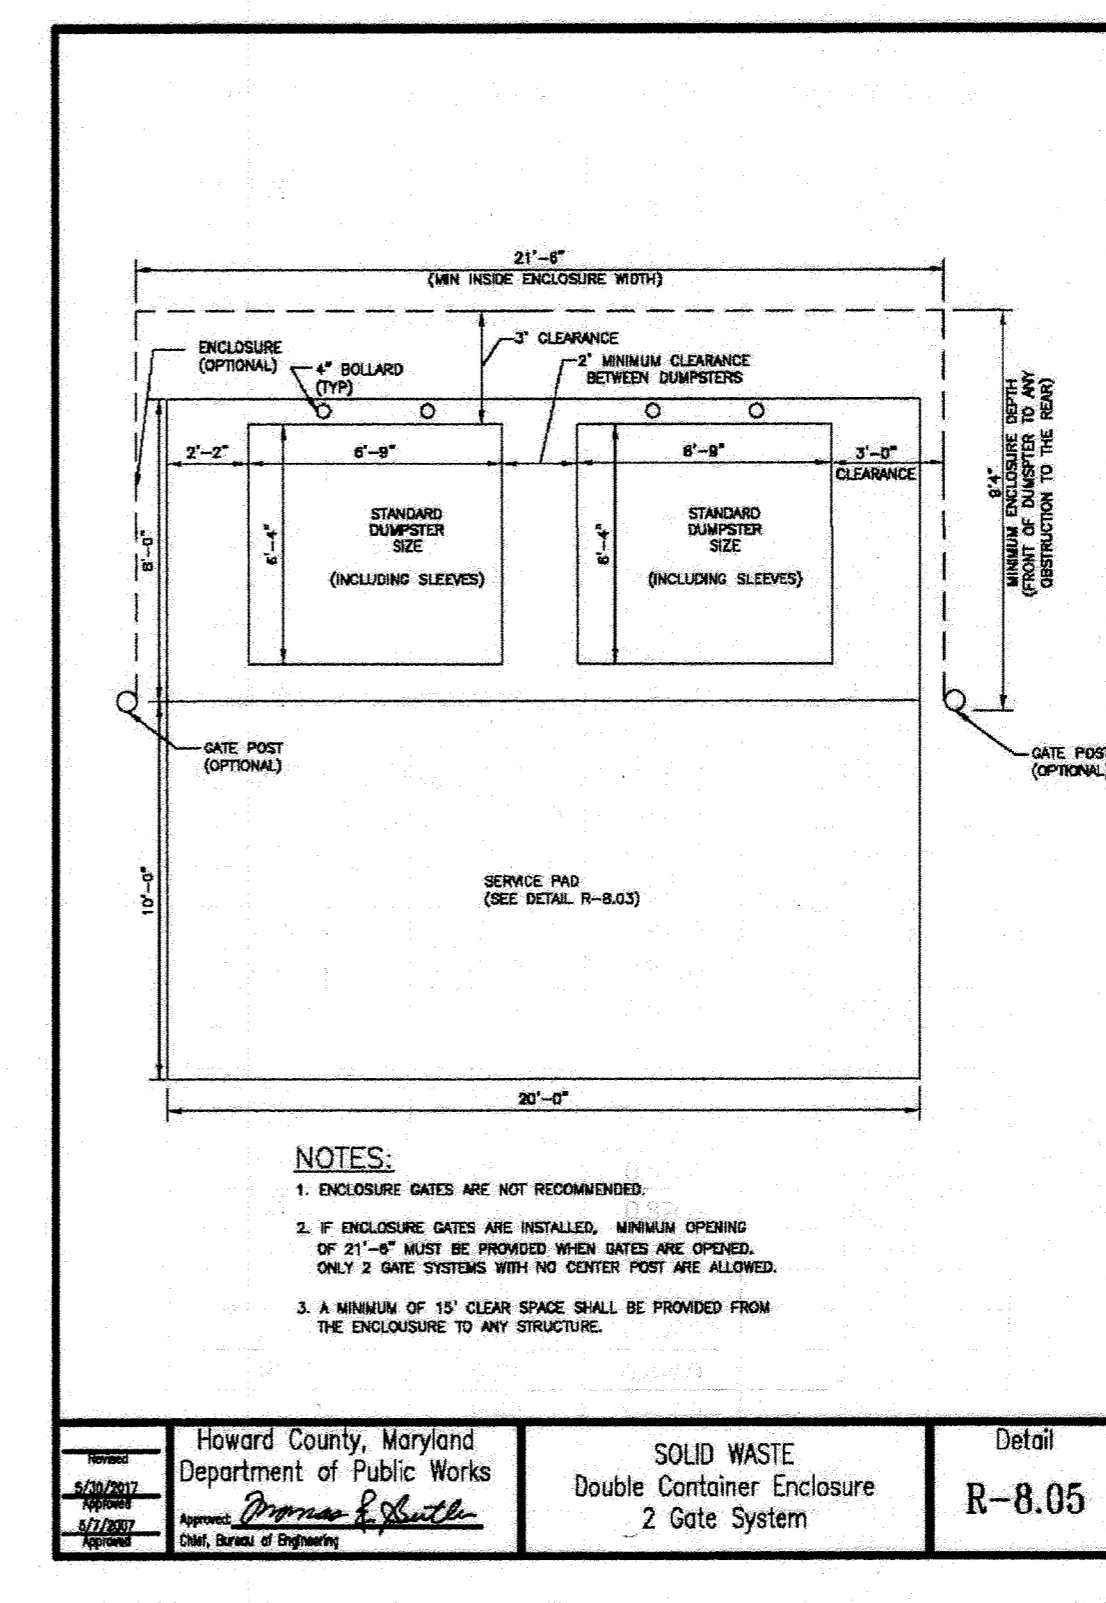 21'-6"
(MIN INSIDE ENCLOSURE WIDTH)
3' CLEARANCE
ENCLOSURE
(OPTIONAL)
4" BOLLARD
(TYP)
2' MINIMUM CLEARANCE
BETWEEN DUMPSTERS
2'-2"
6'-9"
6'-9"
3'-0"
CLEARANCE
9'4"
MINIMUM ENCLOSURE DEPTH
(FRONT OF DUMSPTER TO ANY
OBSTRUCTION TO THE REAR)
8'-0"
6'-4"
STANDARD
DUMPSTER
SIZE
(INCLUDING SLEEVES)
6'-4"
STANDARD
DUMPSTER
SIZE
(INCLUDING SLEEVES)
GATE POST
(OPTIONAL)
GATE POST
(OPTIONAL)
10'-0"
SERVICE PAD
(SEE DETAIL R-8.03)
20'-0"
NOTES:
1. ENCLOSURE GATES ARE NOT RECOMMENDED.
2. IF ENCLOSURE GATES ARE INSTALLED, MINIMUM OPENING
OF 21'-6" MUST BE PROVIDED WHEN GATES ARE OPENED.
ONLY 2 GATE SYSTEMS WITH NO CENTER POST ARE ALLOWED.
3. A MINIMUM OF 15' CLEAR SPACE SHALL BE PROVIDED FROM
THE ENCLOUSURE TO ANY STRUCTURE.
Revised
5/30/2017
Approved
5/7/2007
Approved
Howard County, Maryland
Department of Public Works
Approved: Thomas E. Butler
Chief, Bureau of Engineering
SOLID WASTE
Double Container Enclosure
2 Gate System
Detail
R-8.05